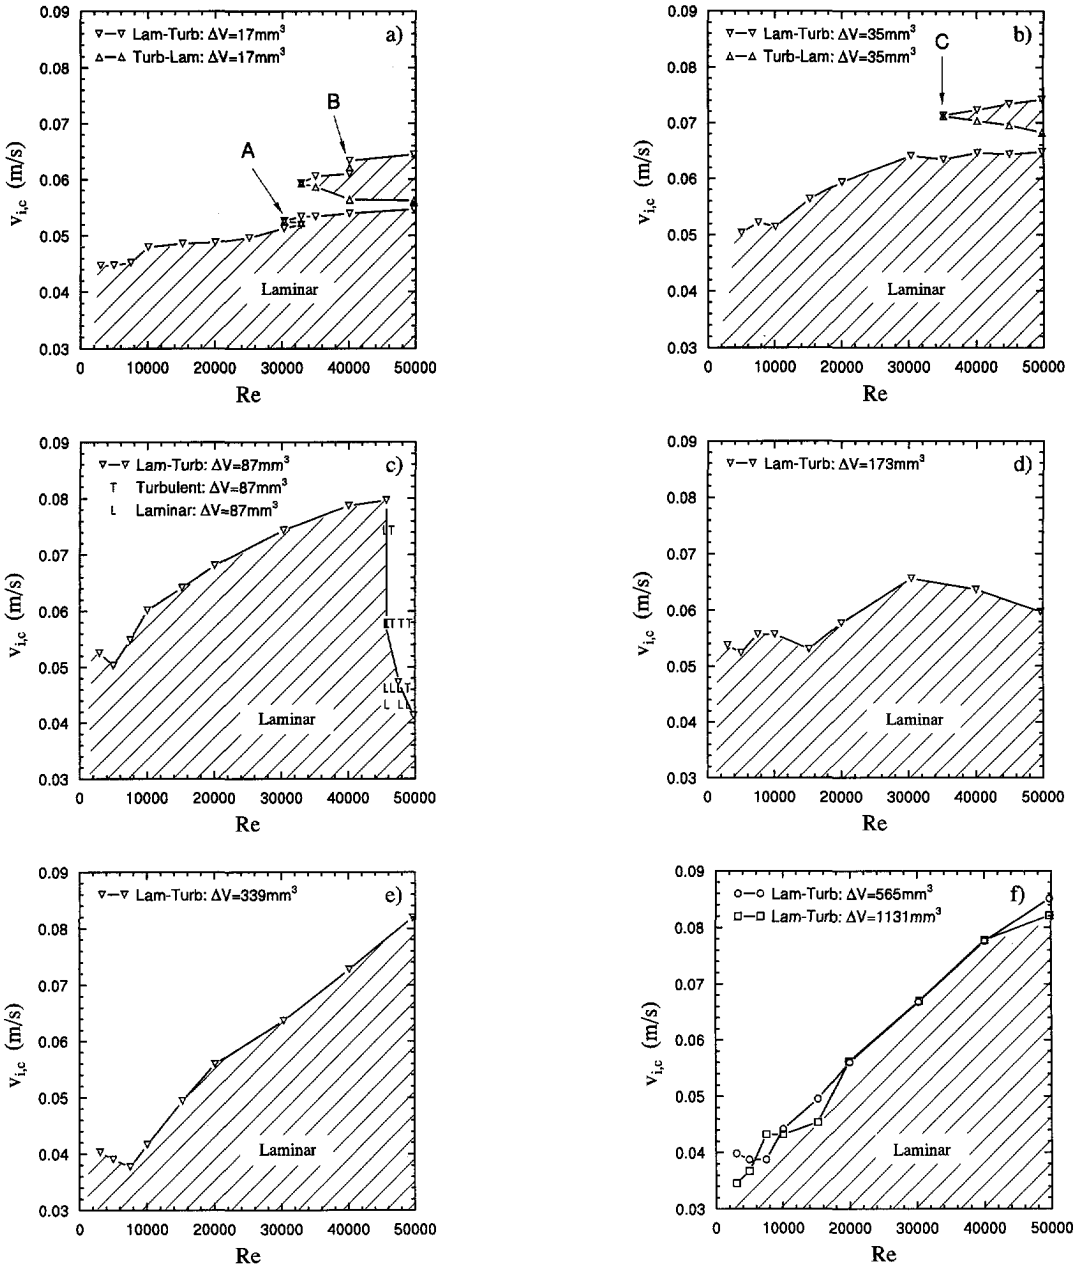 a)
Lam-Turb: ΔV=17mm³
Turb-Lam: ΔV=17mm³
A
B
Laminar
0.09
0.08
0.07
0.06
0.05
0.04
0.03
v i,c (m/s)
0 10000 20000 30000 40000 50000
Re
b)
Lam-Turb: ΔV=35mm³
Turb-Lam: ΔV=35mm³
C
Laminar
0.09
0.08
0.07
0.06
0.05
0.04
0.03
v i,c (m/s)
0 10000 20000 30000 40000 50000
Re
c)
Lam-Turb: ΔV=87mm³
T Turbulent: ΔV=87mm³
L Laminar: ΔV=87mm³
LT
TTT
LLLT
L LL
Laminar
0.09
0.08
0.07
0.06
0.05
0.04
0.03
v i,c (m/s)
0 10000 20000 30000 40000 50000
Re
d)
Lam-Turb: ΔV=173mm³
Laminar
0.09
0.08
0.07
0.06
0.05
0.04
0.03
v i,c (m/s)
0 10000 20000 30000 40000 50000
Re
e)
Lam-Turb: ΔV=339mm³
Laminar
0.09
0.08
0.07
0.06
0.05
0.04
0.03
v i,c (m/s)
0 10000 20000 30000 40000 50000
Re
f)
Lam-Turb: ΔV=565mm³
Lam-Turb: ΔV=1131mm³
Laminar
0.09
0.08
0.07
0.06
0.05
0.04
0.03
v i,c (m/s)
0 10000 20000 30000 40000 50000
Re